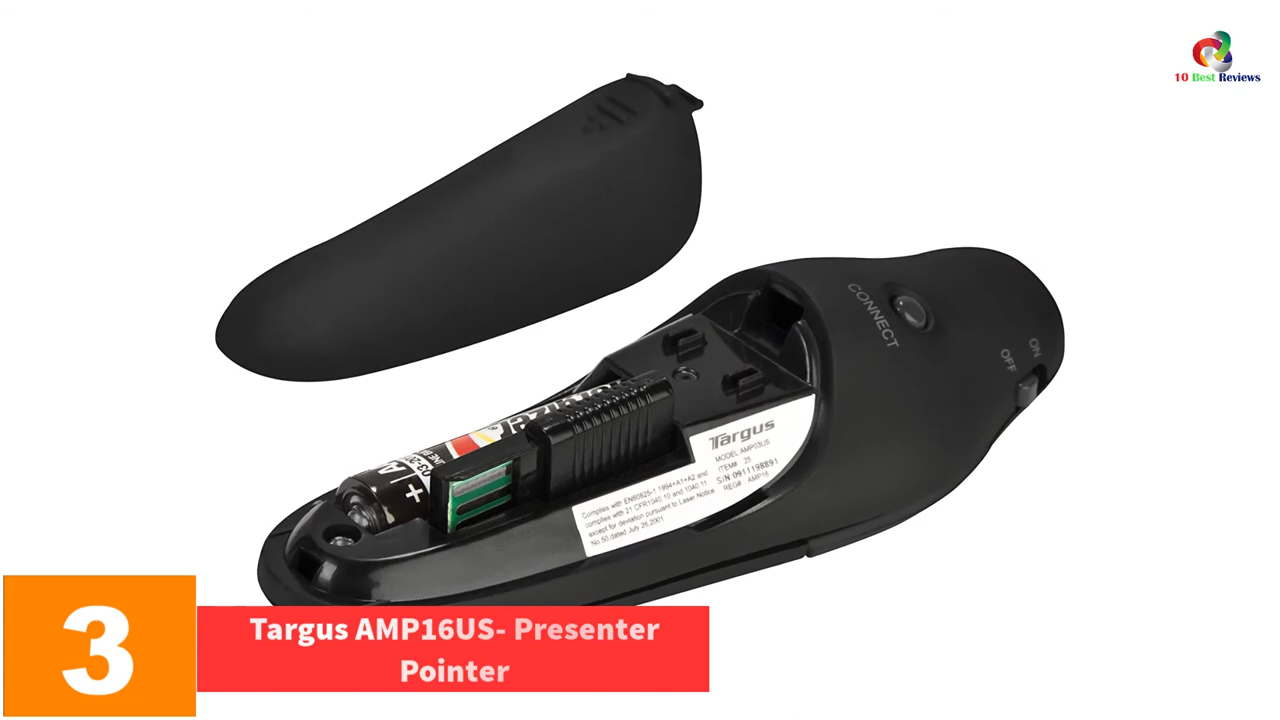 10 Best Reviews
CONNECT
ON
OFF
Targus
MODEL AMP03US
ITEM# 25
S/N 0911198891
REG# AMP16
Complies with EN60825-1 1994+A1+A2 and
complies with 21 CFR1040.10 and 1040.11
except for deviation pursuant to Laser Notice
No.50,dated July 26,2001
+
3
Targus AMP16US- Presenter
Pointer